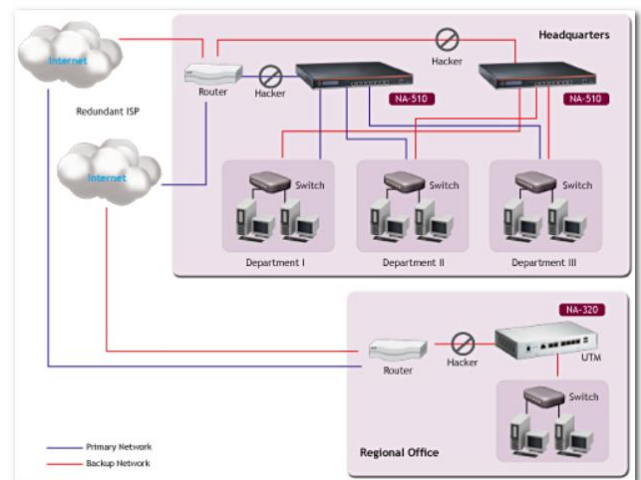 Headquarters
Internet
Hacker
Router
Hacker
NA-510
NA-510
Redundant ISP
Internet
Switch
Switch
Switch
Department I
Department II
Department III
NA-320
Router
Hacker
UTM
Switch
Regional Office
Primary Network
Backup Network